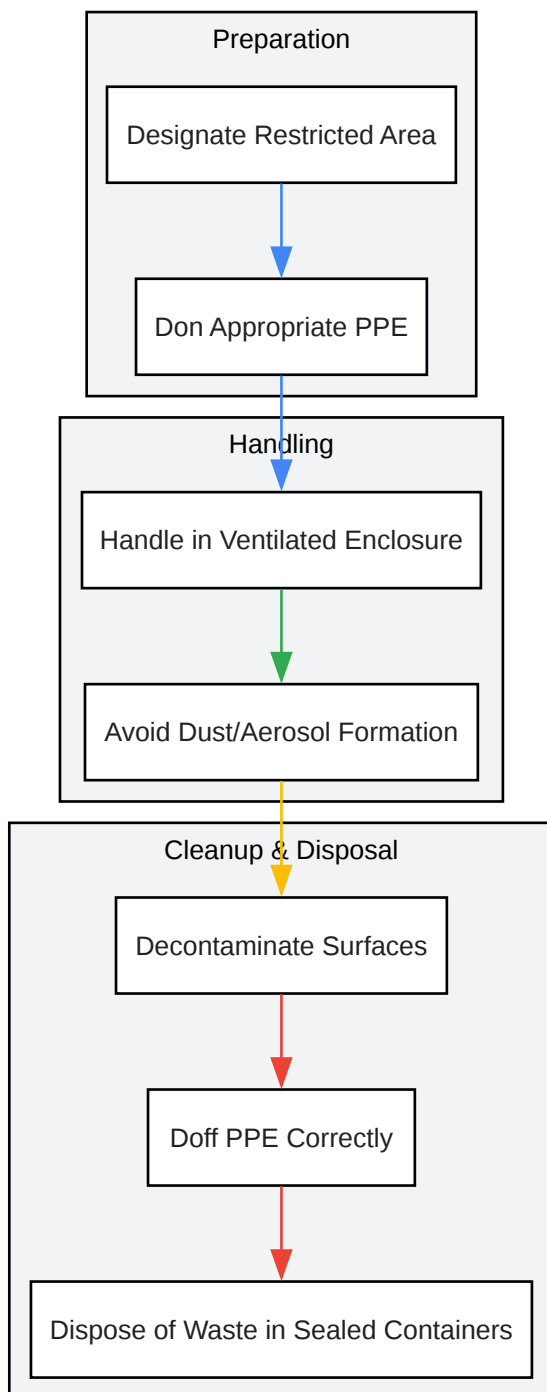 Preparation
Designate Restricted Area
Don Appropriate PPE
Handling
Handle in Ventilated Enclosure
Avoid Dust/Aerosol Formation
Cleanup & Disposal
Decontaminate Surfaces
Doff PPE Correctly
Dispose of Waste in Sealed Containers